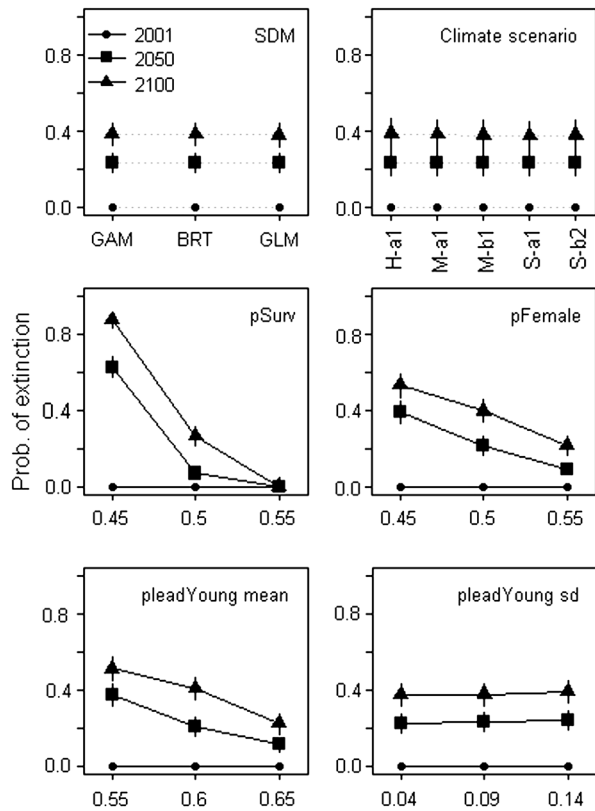 2001
2050
2100
SDM
0.8
0.4
0.0
GAM BRT GLM
Climate scenario
0.8
0.4
0.0
H-a1 M-a1 M-b1 S-a1 S-b2
Prob. of extinction
pSurv
0.8
0.4
0.0
0.45 0.5 0.55
pFemale
0.8
0.4
0.0
0.45 0.5 0.55
pleadYoung mean
0.8
0.4
0.0
0.55 0.6 0.65
pleadYoung sd
0.8
0.4
0.0
0.04 0.09 0.14